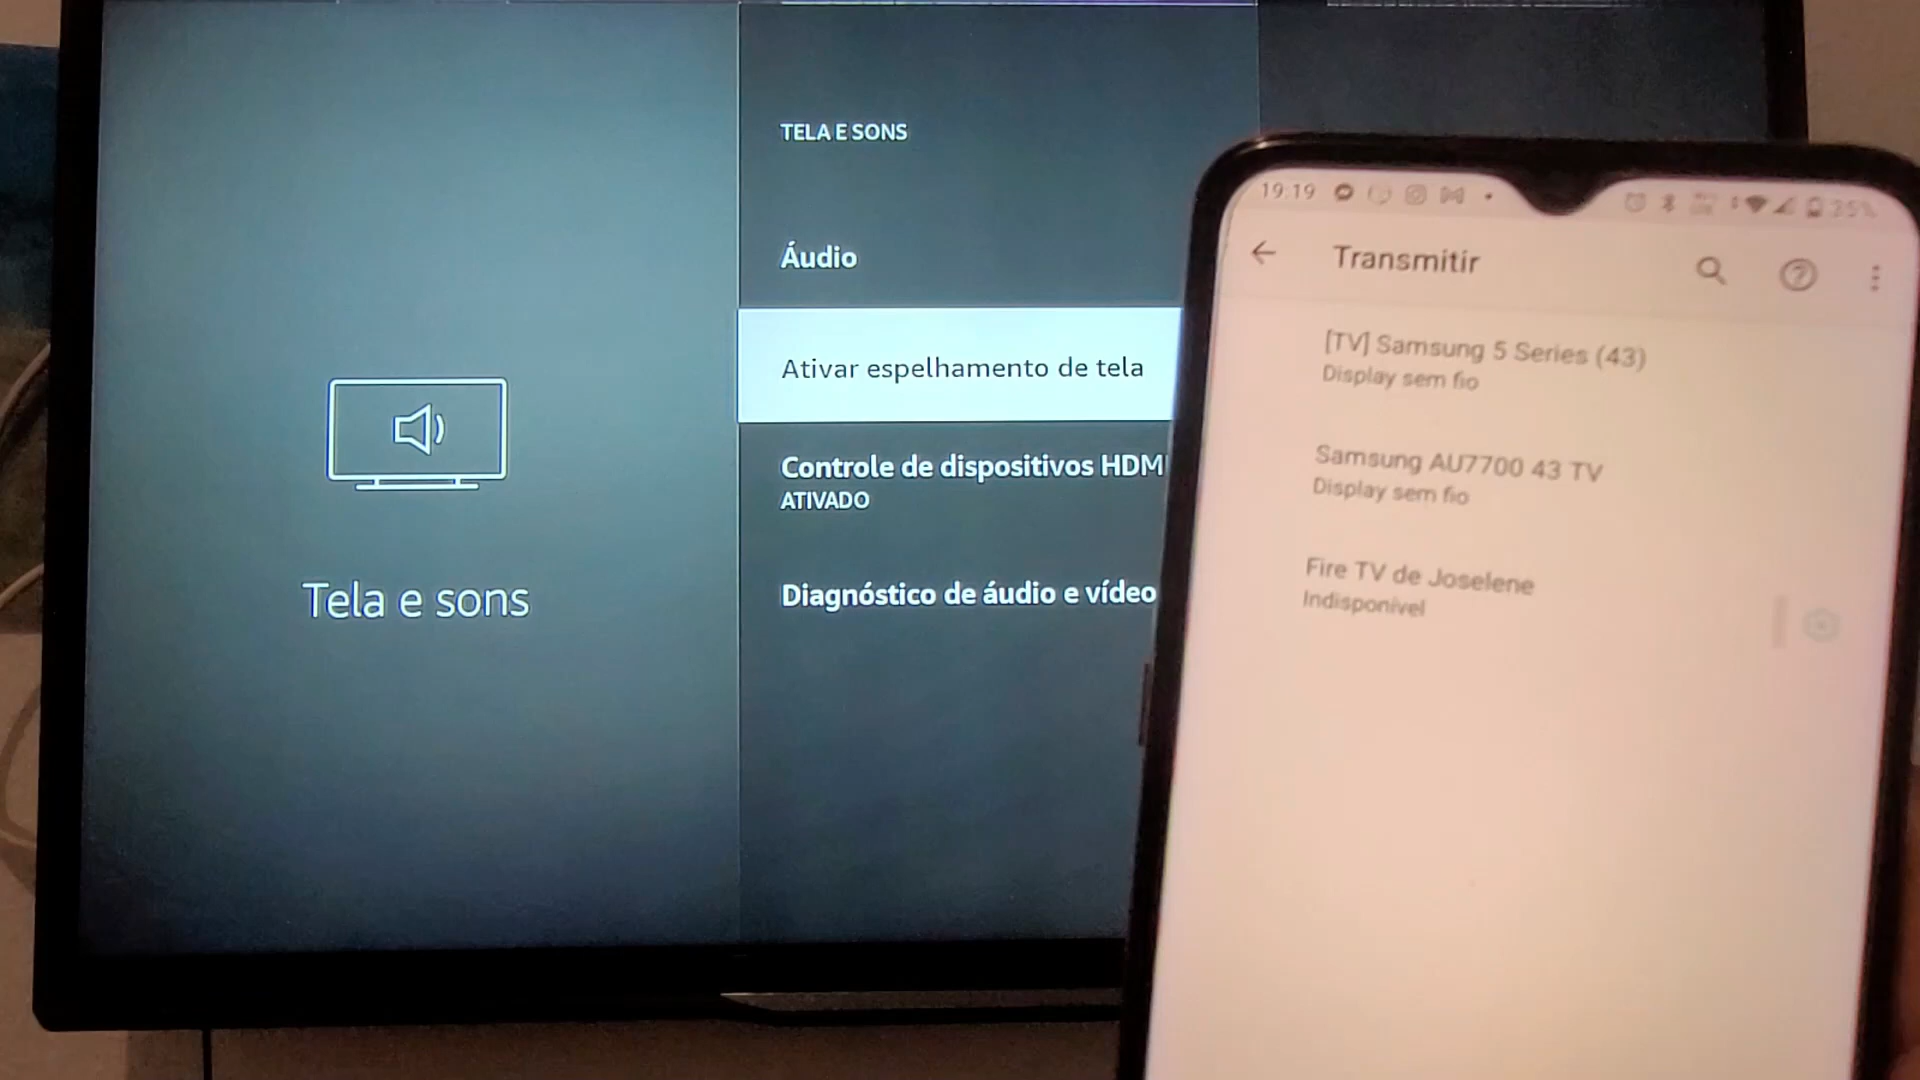 TELA E SONS
Áudio
Ativar espelhamento de tela
Controle de dispositivos HDM
ATIVADO
Diagnóstico de áudio e vídeo
Tela e sons
19:19
35%
Transmitir
[TV] Samsung 5 Series (43)
Display sem fio
Samsung AU7700 43 TV
Display sem fio
Fire TV de Joselene
Indisponível